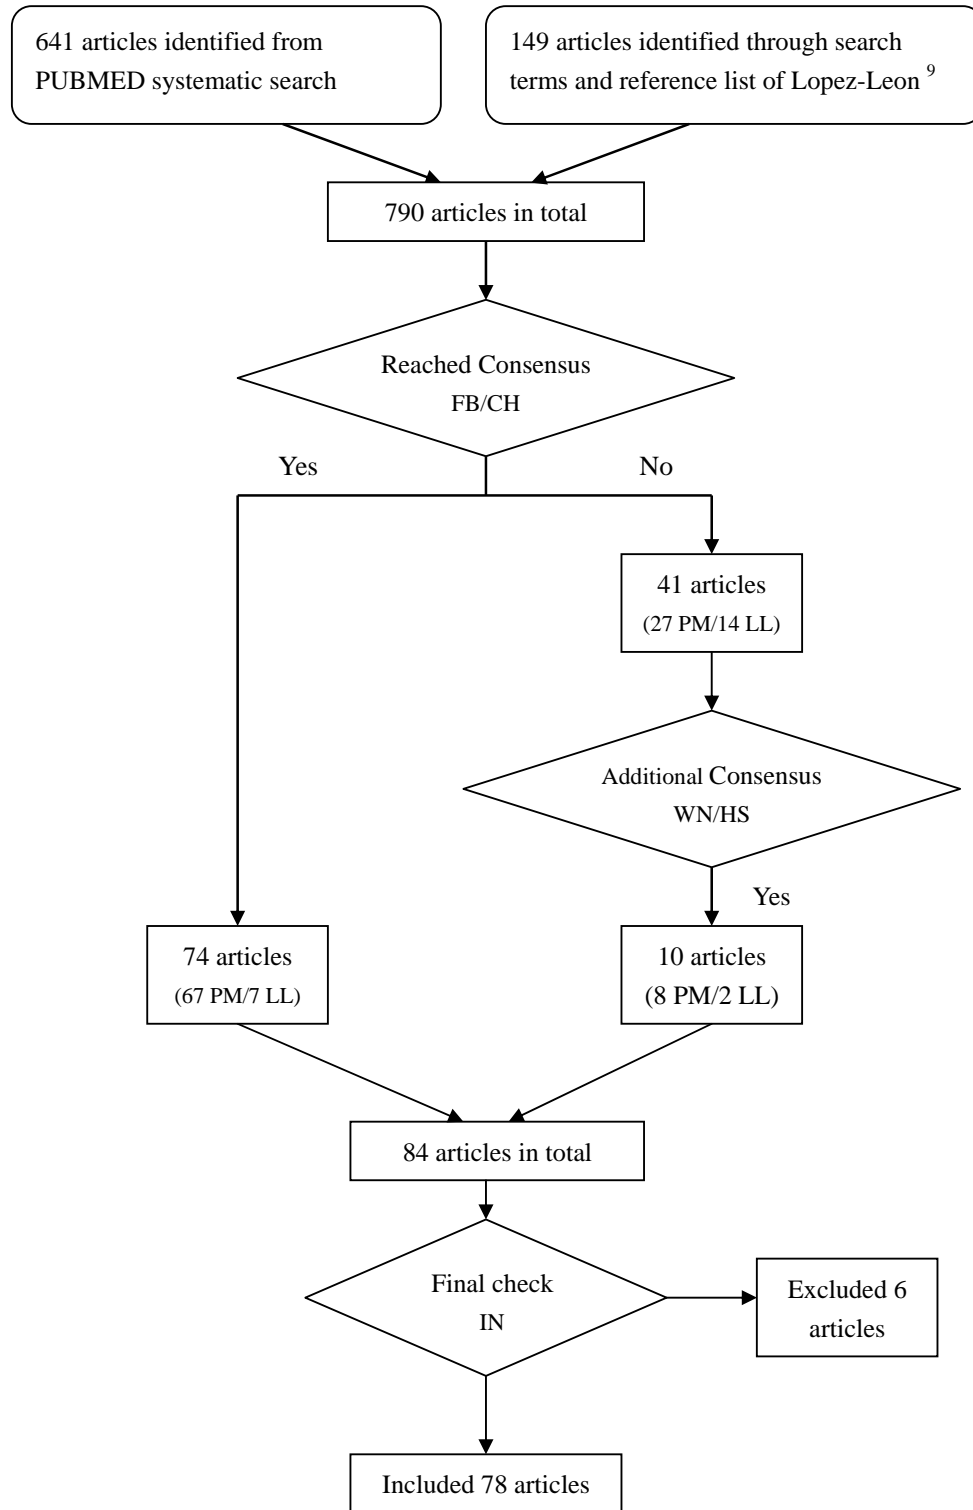 641 articles identified from
PUBMED systematic search
149 articles identified through search
terms and reference list of Lopez-Leon 9
790 articles in total
Reached Consensus
FB/CH
Yes
No
41 articles
(27 PM/14 LL)
Additional Consensus
WN/HS
Yes
74 articles
(67 PM/7 LL)
10 articles
(8 PM/2 LL)
84 articles in total
Final check
IN
Excluded 6
articles
Included 78 articles